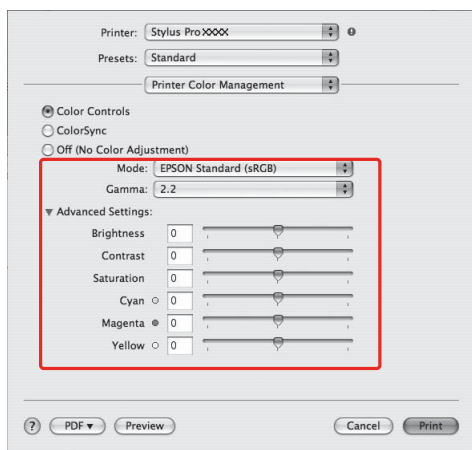 Printer: Stylus Pro XXXX
Presets: Standard
Printer Color Management
Color Controls
ColorSync
Off (No Color Adjustment)
Mode: EPSON Standard (sRGB)
Gamma: 2.2
Advanced Settings:
Brightness 0
Contrast 0
Saturation 0
Cyan 0
Magenta 0
Yellow 0
? PDF Preview Cancel Print